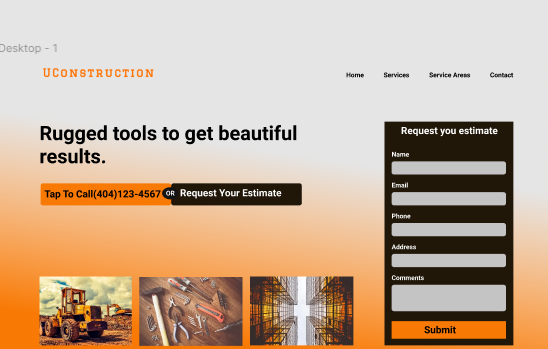 Desktop - 1
UCONSTRUCTION
Home Services Service Areas Contact
Rugged tools to get beautiful
results.
Tap To Call(404)123-4567 OR Request Your Estimate
Request you estimate
Name
Email
Phone
Address
Comments
Submit